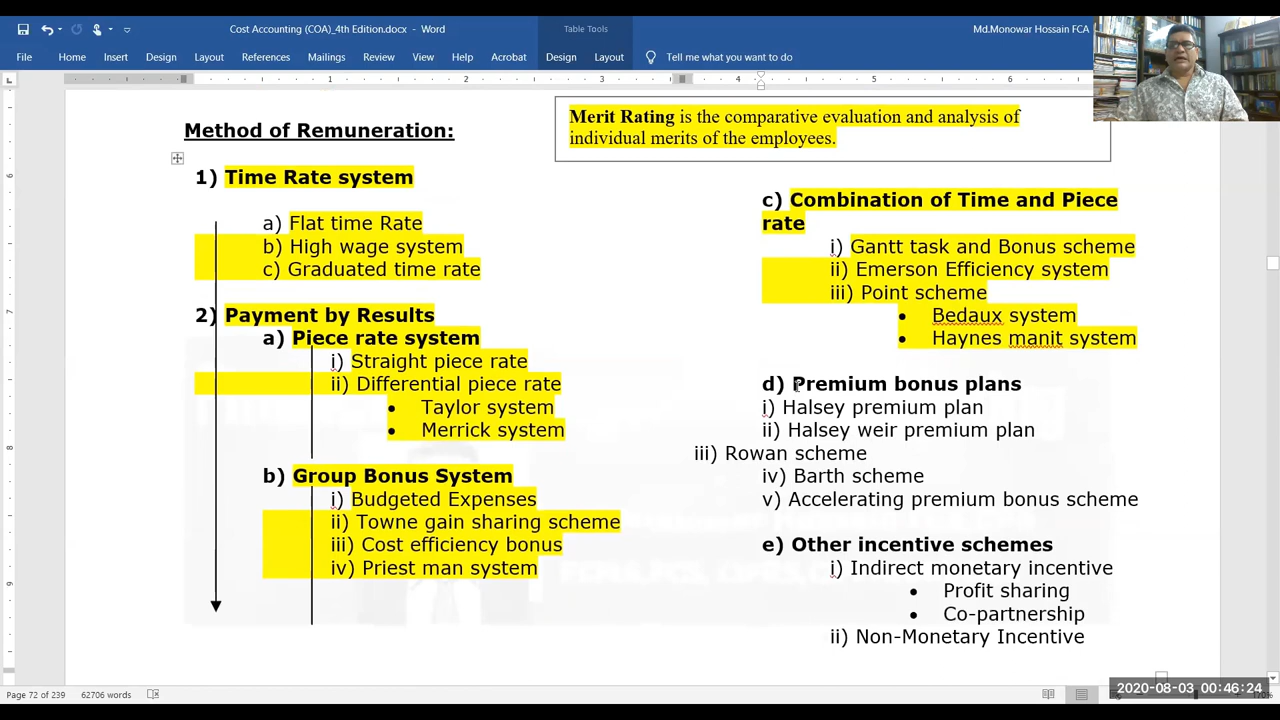 Cost Accounting (COA)_4th Edition.docx - Word
Table Tools
Md.Monowar Hossain FCA
File Home Insert Design Layout References Mailings Review View Help Acrobat Design Layout Tell me what you want to do
Merit Rating is the comparative evaluation and analysis of
individual merits of the employees.
Method of Remuneration:
1) Time Rate system
a) Flat time Rate
b) High wage system
c) Graduated time rate
2) Payment by Results
a) Piece rate system
i) Straight piece rate
ii) Differential piece rate
• Taylor system
• Merrick system
b) Group Bonus System
i) Budgeted Expenses
ii) Towne gain sharing scheme
iii) Cost efficiency bonus
iv) Priest man system
c) Combination of Time and Piece
rate
i) Gantt task and Bonus scheme
ii) Emerson Efficiency system
iii) Point scheme
• Bedaux system
• Haynes manit system
d) Premium bonus plans
i) Halsey premium plan
ii) Halsey weir premium plan
iii) Rowan scheme
iv) Barth scheme
v) Accelerating premium bonus scheme
e) Other incentive schemes
i) Indirect monetary incentive
• Profit sharing
• Co-partnership
ii) Non-Monetary Incentive
Page 72 of 239 62706 words
2020-08-03 00:46:24